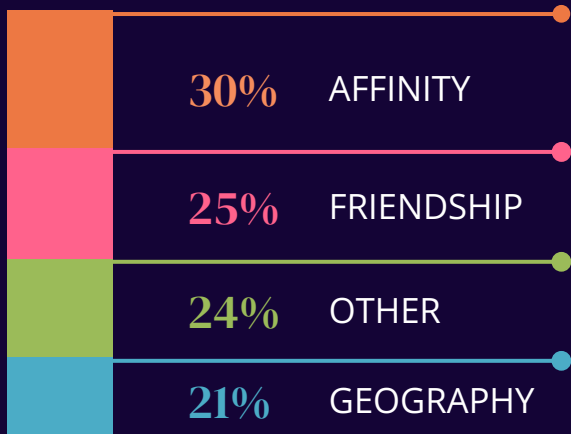 30% AFFINITY
25% FRIENDSHIP
24% OTHER
21% GEOGRAPHY